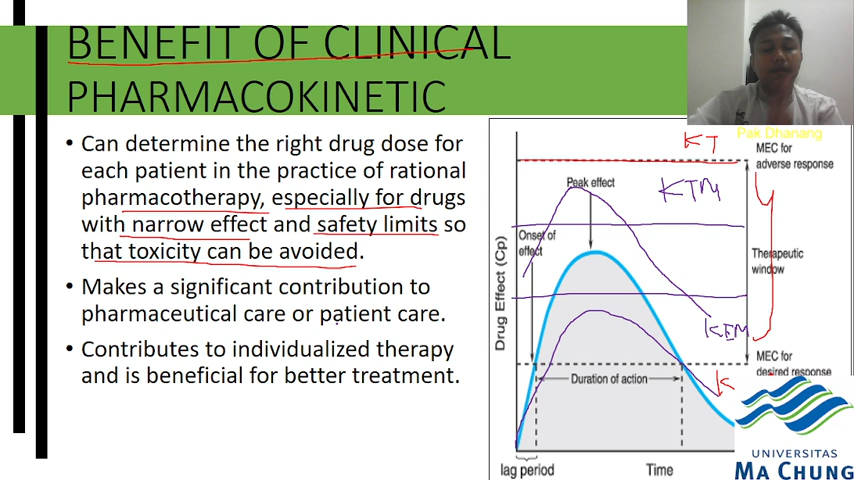 BENEFIT OF CLINICAL
PHARMACOKINETIC
• Can determine the right drug dose for
each patient in the practice of rational
pharmacotherapy, especially for drugs
with narrow effect and safety limits so
that toxicity can be avoided.
• Makes a significant contribution to
pharmaceutical care or patient care.
• Contributes to individualized therapy
and is beneficial for better treatment.
Pak Dhanang
KT
MEC for
adverse response
Peak effect
KTM
Onset of
effect
Therapeutic
window
Drug Effect (Cp)
KEM
MEC for
desired response
Duration of action
K
lag period
Time
UNIVERSITAS
MA CHUNG